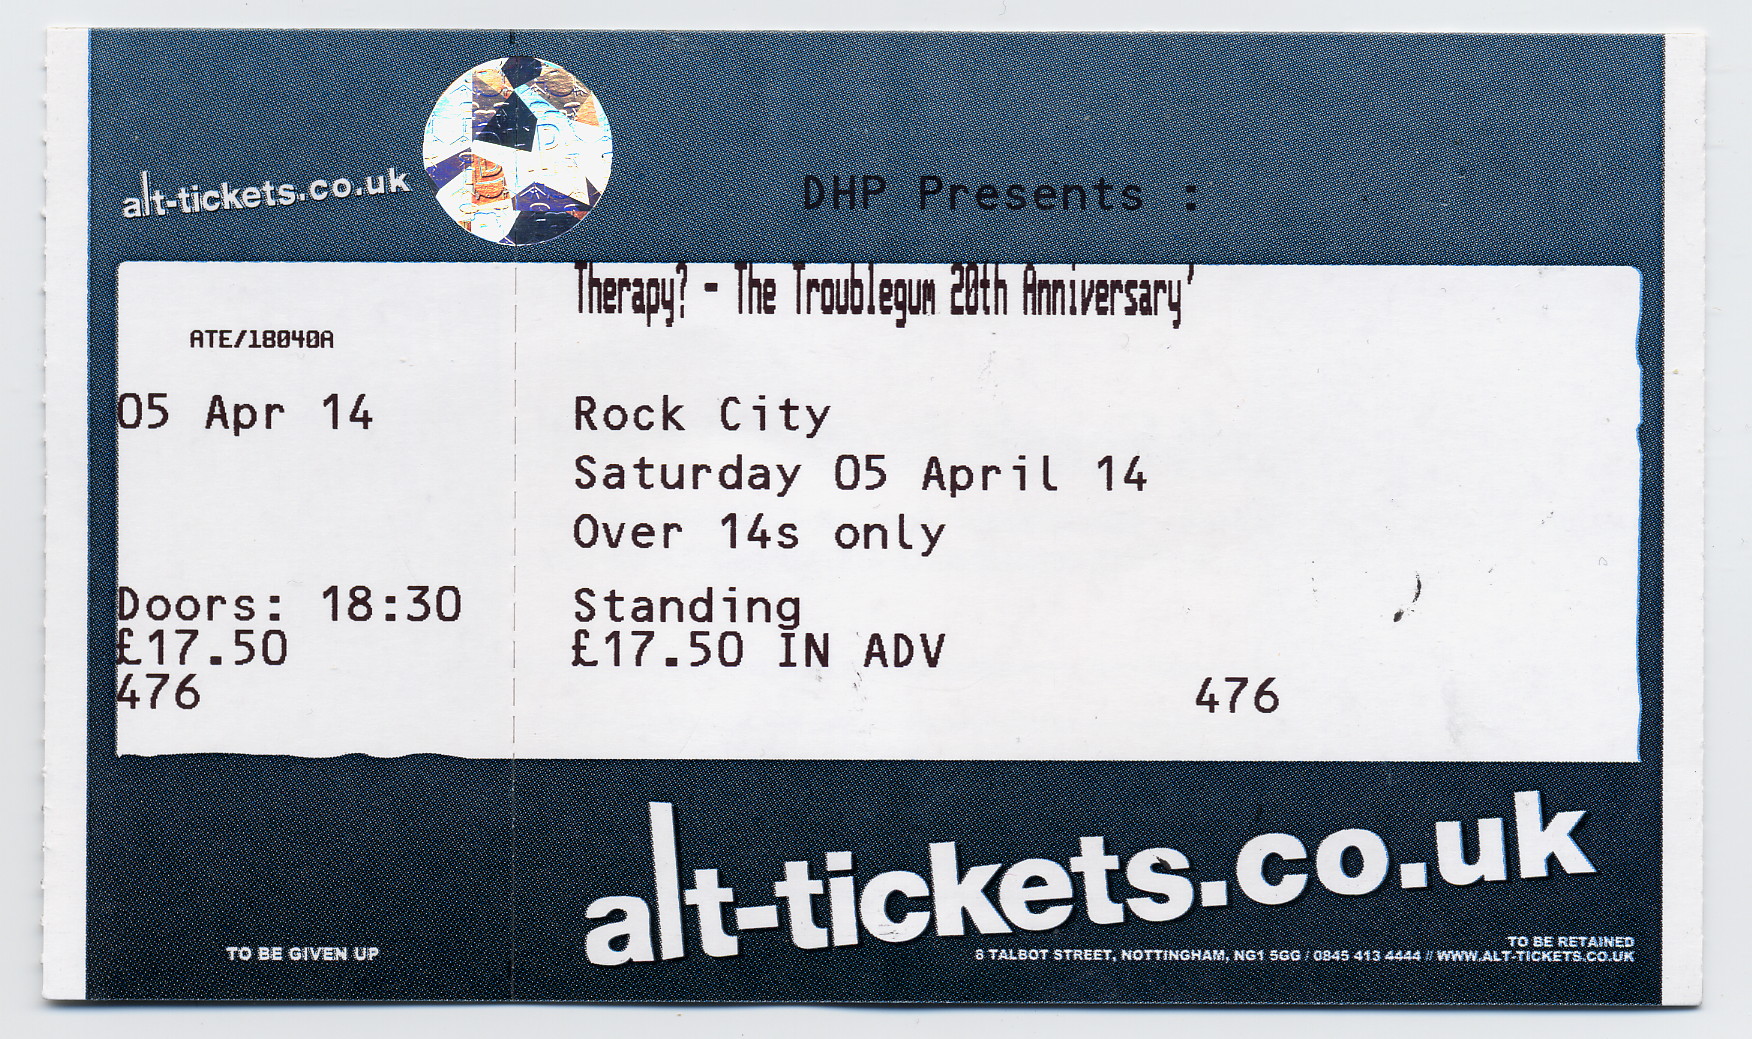 alt-tickets.co.uk
DHP Presents :
Therapy? - The Troublegum 20th Anniversary'
ATE/18040A
05 Apr 14
Rock City
Saturday 05 April 14
Over 14s only
Doors: 18:30
Standing
£17.50
£17.50 IN ADV
476
476
alt-tickets.co.uk
TO BE GIVEN UP
TO BE RETAINED
8 TALBOT STREET, NOTTINGHAM, NG1 5GG / 0845 413 4444 // WWW.ALT-TICKETS.CO.UK